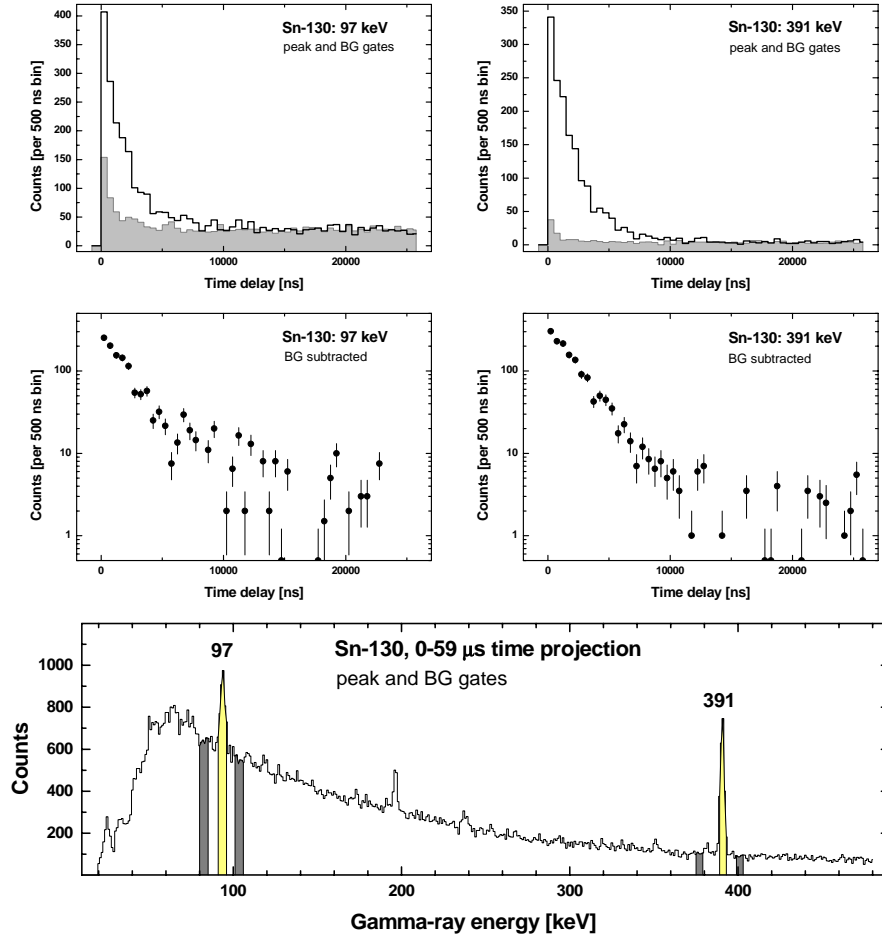 Sn-130: 97 keV
peak and BG gates
Counts [per 500 ns bin]
400
350
300
250
200
150
100
50
0
0
10000
20000
Time delay [ns]
Sn-130: 391 keV
peak and BG gates
Counts [per 500 ns bin]
350
300
250
200
150
100
50
0
0
10000
20000
Time delay [ns]
Sn-130: 97 keV
BG subtracted
Counts [per 500 ns bin]
100
10
1
0
10000
20000
Time delay [ns]
Sn-130: 391 keV
BG subtracted
Counts [per 500 ns bin]
100
10
1
0
10000
20000
Time delay [ns]
Sn-130, 0-59 μs time projection
peak and BG gates
97
391
Counts
1000
800
600
400
200
100
200
300
400
Gamma-ray energy [keV]